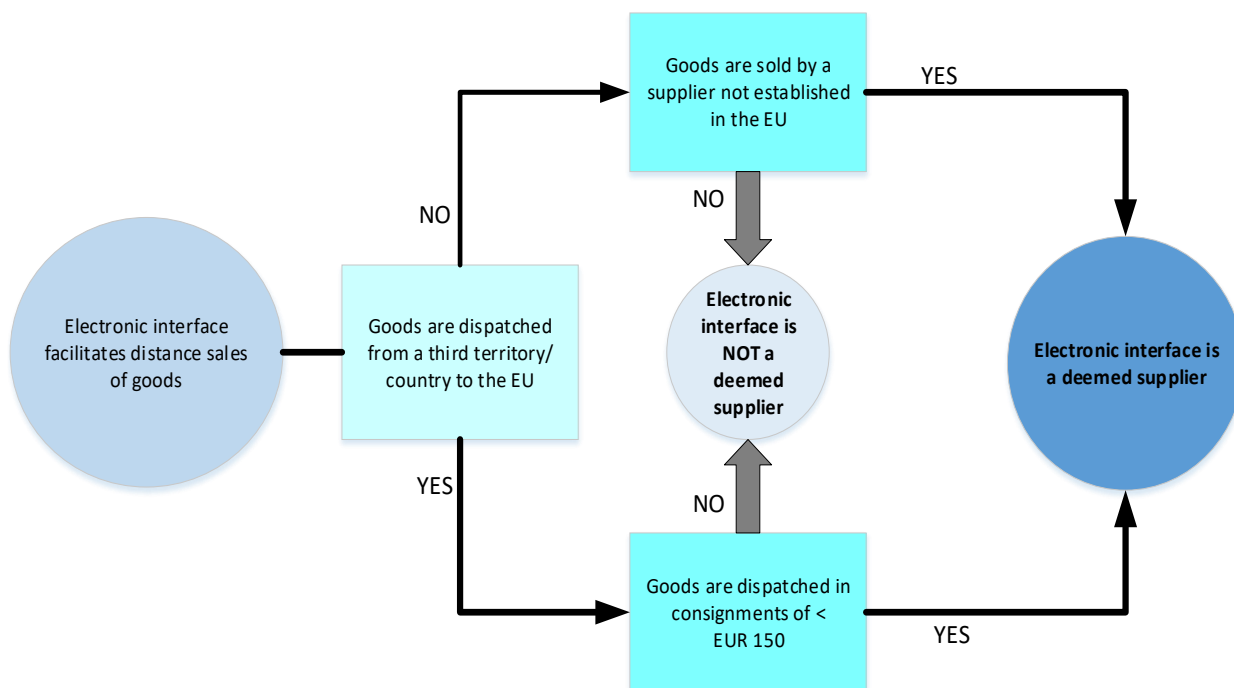 Electronic interface
facilitates distance sales
of goods
Goods are dispatched
from a third territory/
country to the EU
NO
YES
Goods are sold by a
supplier not established
in the EU
YES
NO
Electronic
interface is
NOT a
deemed
supplier
NO
Goods are dispatched in
consignments of <
EUR 150
YES
Electronic interface is
a deemed supplier